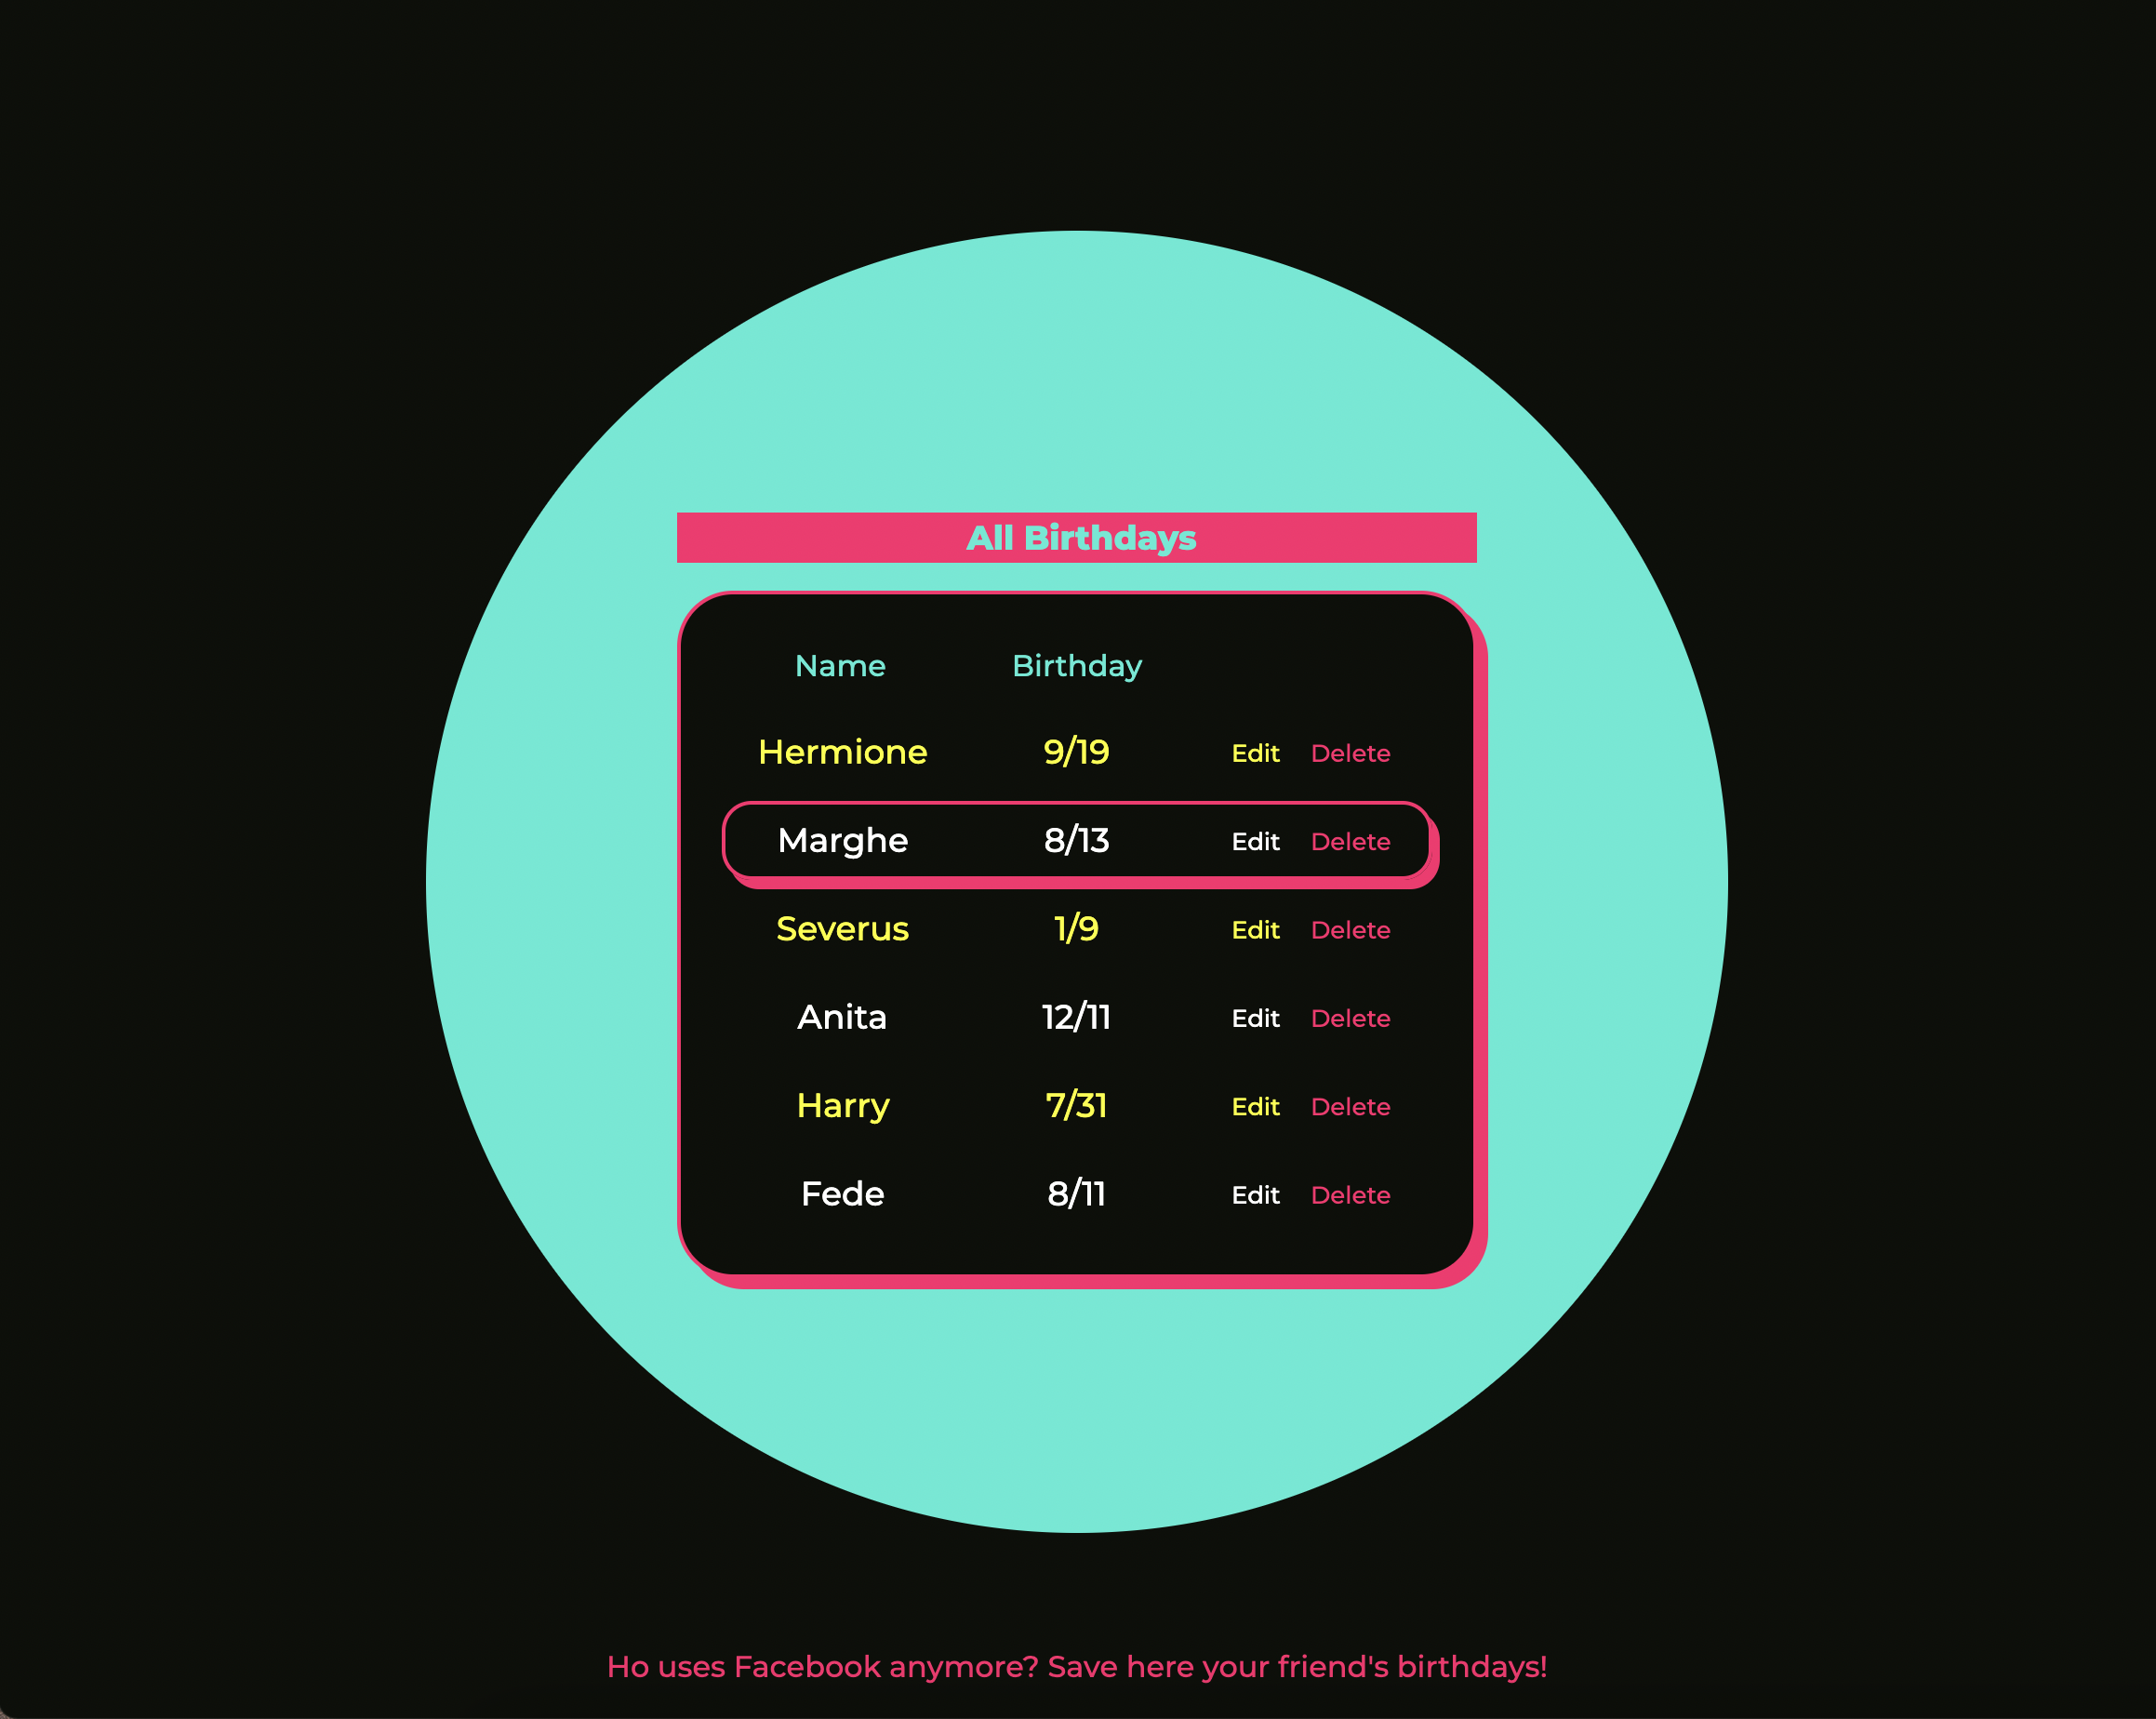 All Birthdays
Name Birthday
Hermione 9/19 Edit Delete
Marghe 8/13 Edit Delete
Severus 1/9 Edit Delete
Anita 12/11 Edit Delete
Harry 7/31 Edit Delete
Fede 8/11 Edit Delete
Ho uses Facebook anymore? Save here your friend's birthdays!